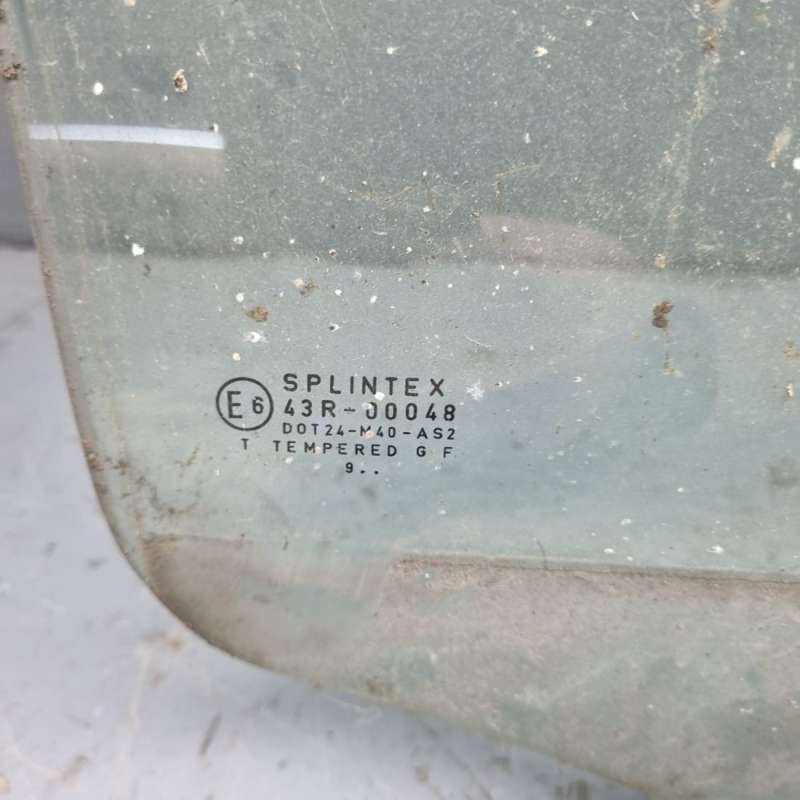 SPLINTEX
E6 43R-00048
DOT24-M40-AS2
T TEMPERED G F
9..